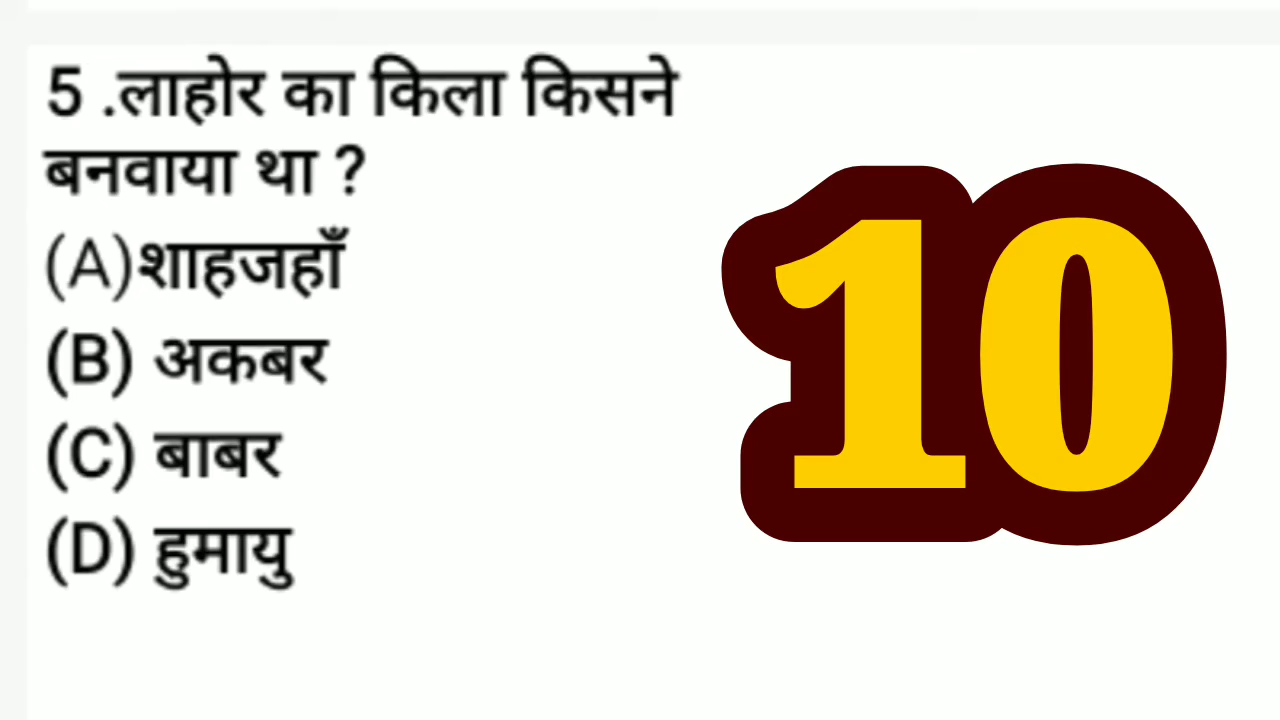 5 .लाहोर का किला किसने
बनवाया था ?
(A)शाहजहाँ
(B) अकबर
(C) बाबर
(D) हुमायु
10